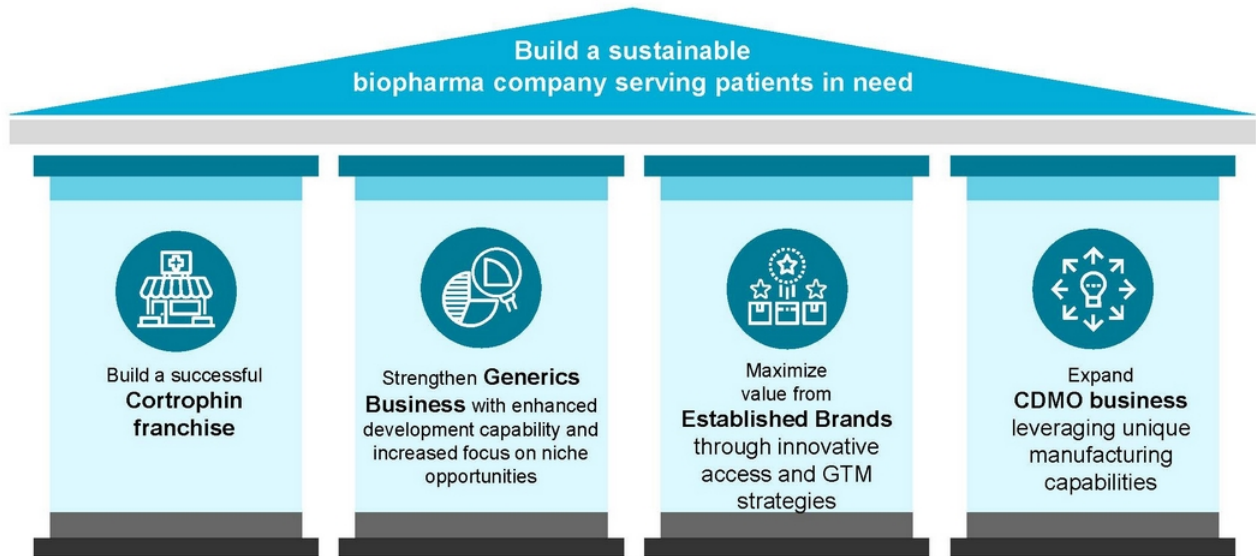 Build a sustainable
biopharma company serving patients in need
Build a successful
Cortrophin
franchise
Strengthen Generics
Business with enhanced
development capability and
increased focus on niche
opportunities
Maximize
value from
Established Brands
through innovative
access and GTM
strategies
Expand
CDMO business
leveraging unique
manufacturing
capabilities